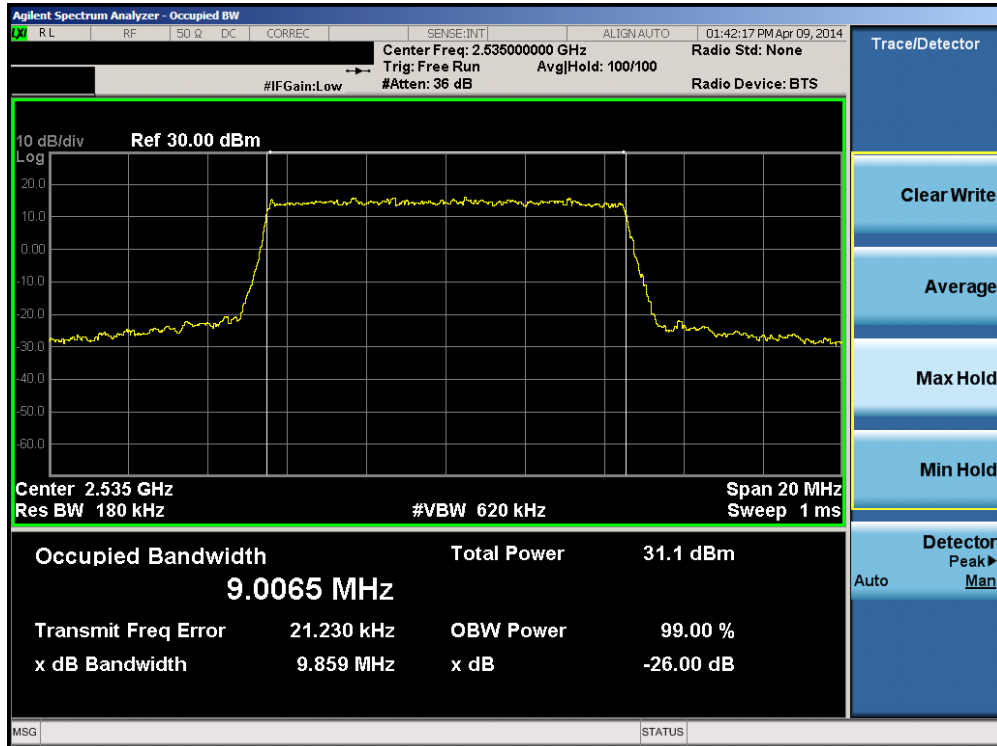 Agilent Spectrum Analyzer - Occupied BW
LXI RL RF 50 Ω DC CORREC SENSE:INT ALIGN AUTO 01:42:17 PM Apr 09, 2014
Center Freq: 2.535000000 GHz Radio Std: None
Trig: Free Run Avg|Hold: 100/100
#IFGain:Low #Atten: 36 dB Radio Device: BTS
10 dB/div Ref 30.00 dBm
Log
20.0
10.0
0.00
-10.0
-20.0
-30.0
-40.0
-50.0
-60.0
Center 2.535 GHz Span 20 MHz
Res BW 180 kHz #VBW 620 kHz Sweep 1 ms
Occupied Bandwidth Total Power 31.1 dBm
9.0065 MHz
Transmit Freq Error 21.230 kHz OBW Power 99.00 %
x dB Bandwidth 9.859 MHz x dB -26.00 dB
MSG STATUS
Trace/Detector
Clear Write
Average
Max Hold
Min Hold
Detector
Peak▶
Auto Man